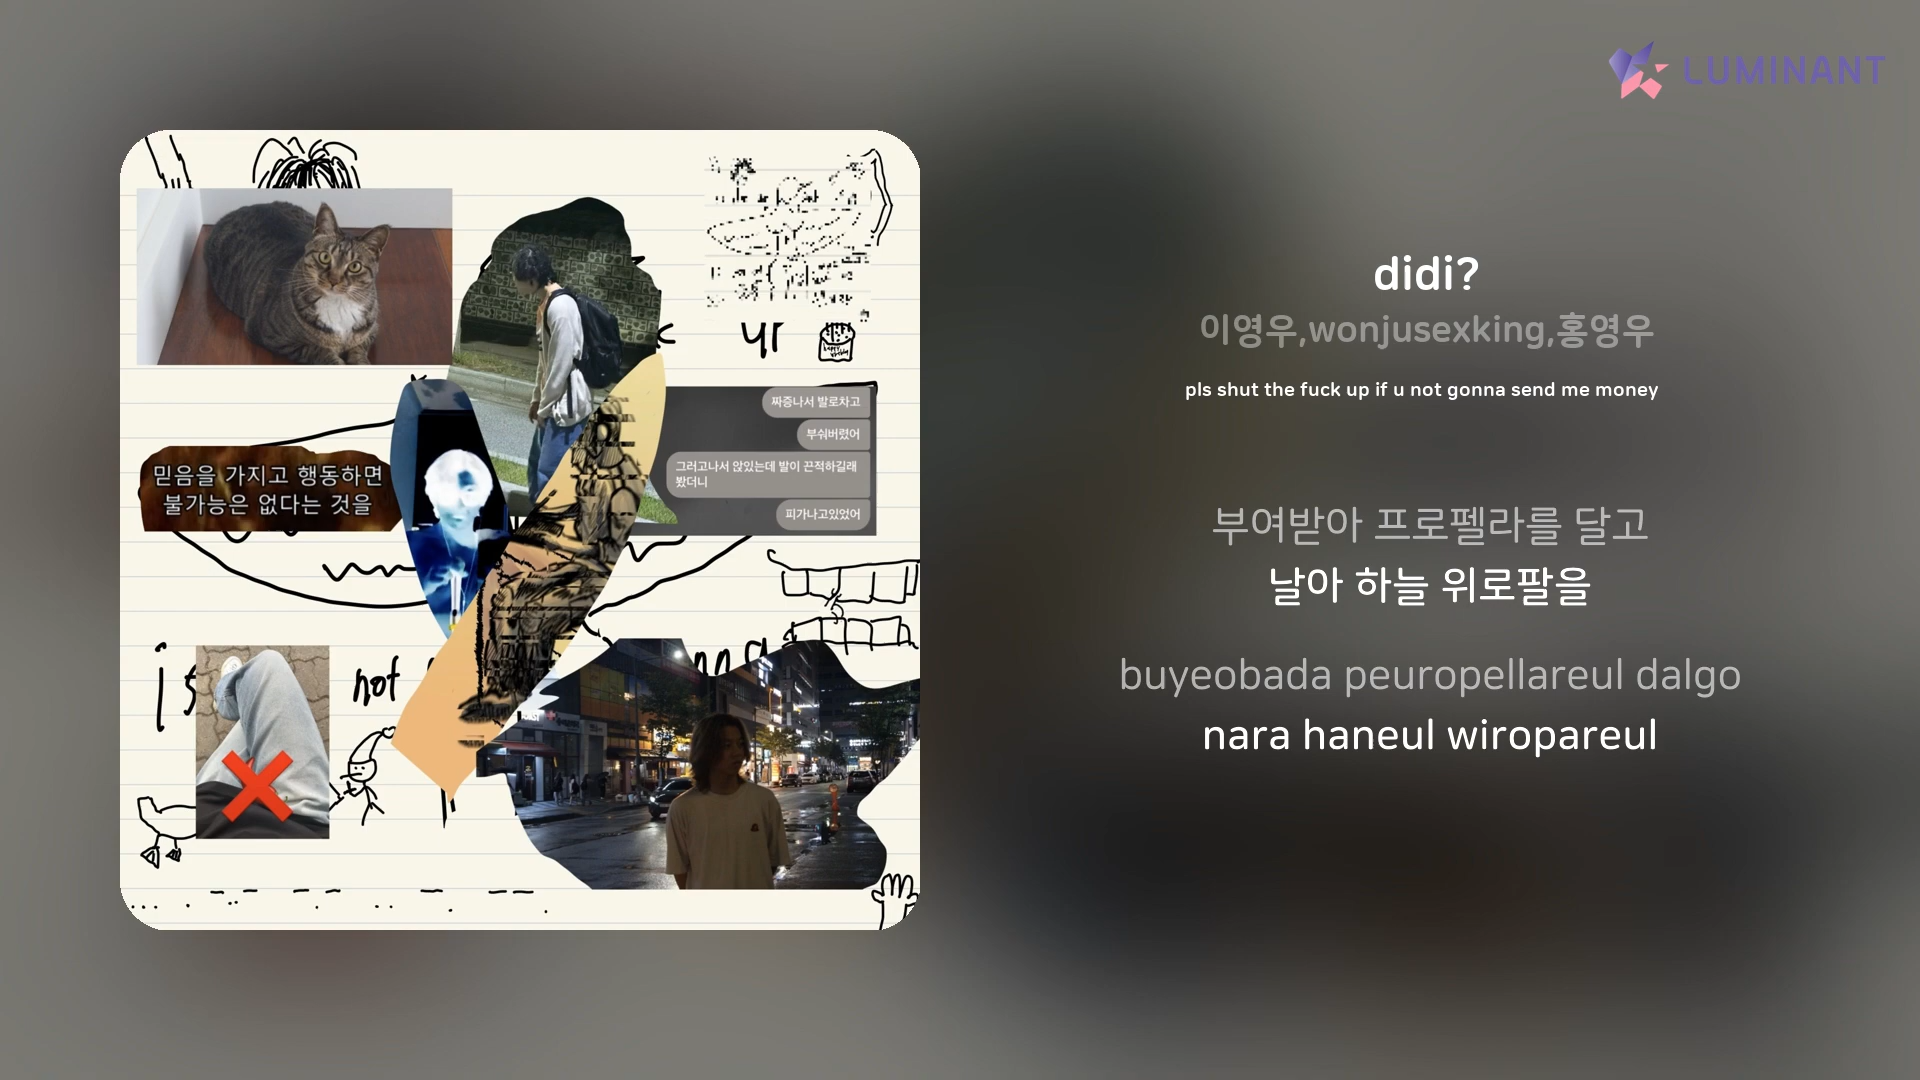 LUMINANT
didi?
이영우,wonjusexking,홍영우
pls shut the fuck up if u not gonna send me money
부여받아 프로펠라를 달고
날아 하늘 위로팔을
buyeobada peuropellareul dalgo
nara haneul wiropareul
ur
짜증나서 발로차고
부숴버렸어
그러고나서 앉있는데 발이 끈적하길래
봤더니
피가나고있었어
믿음을 가지고 행동하면
불가능은 없다는 것을
is not